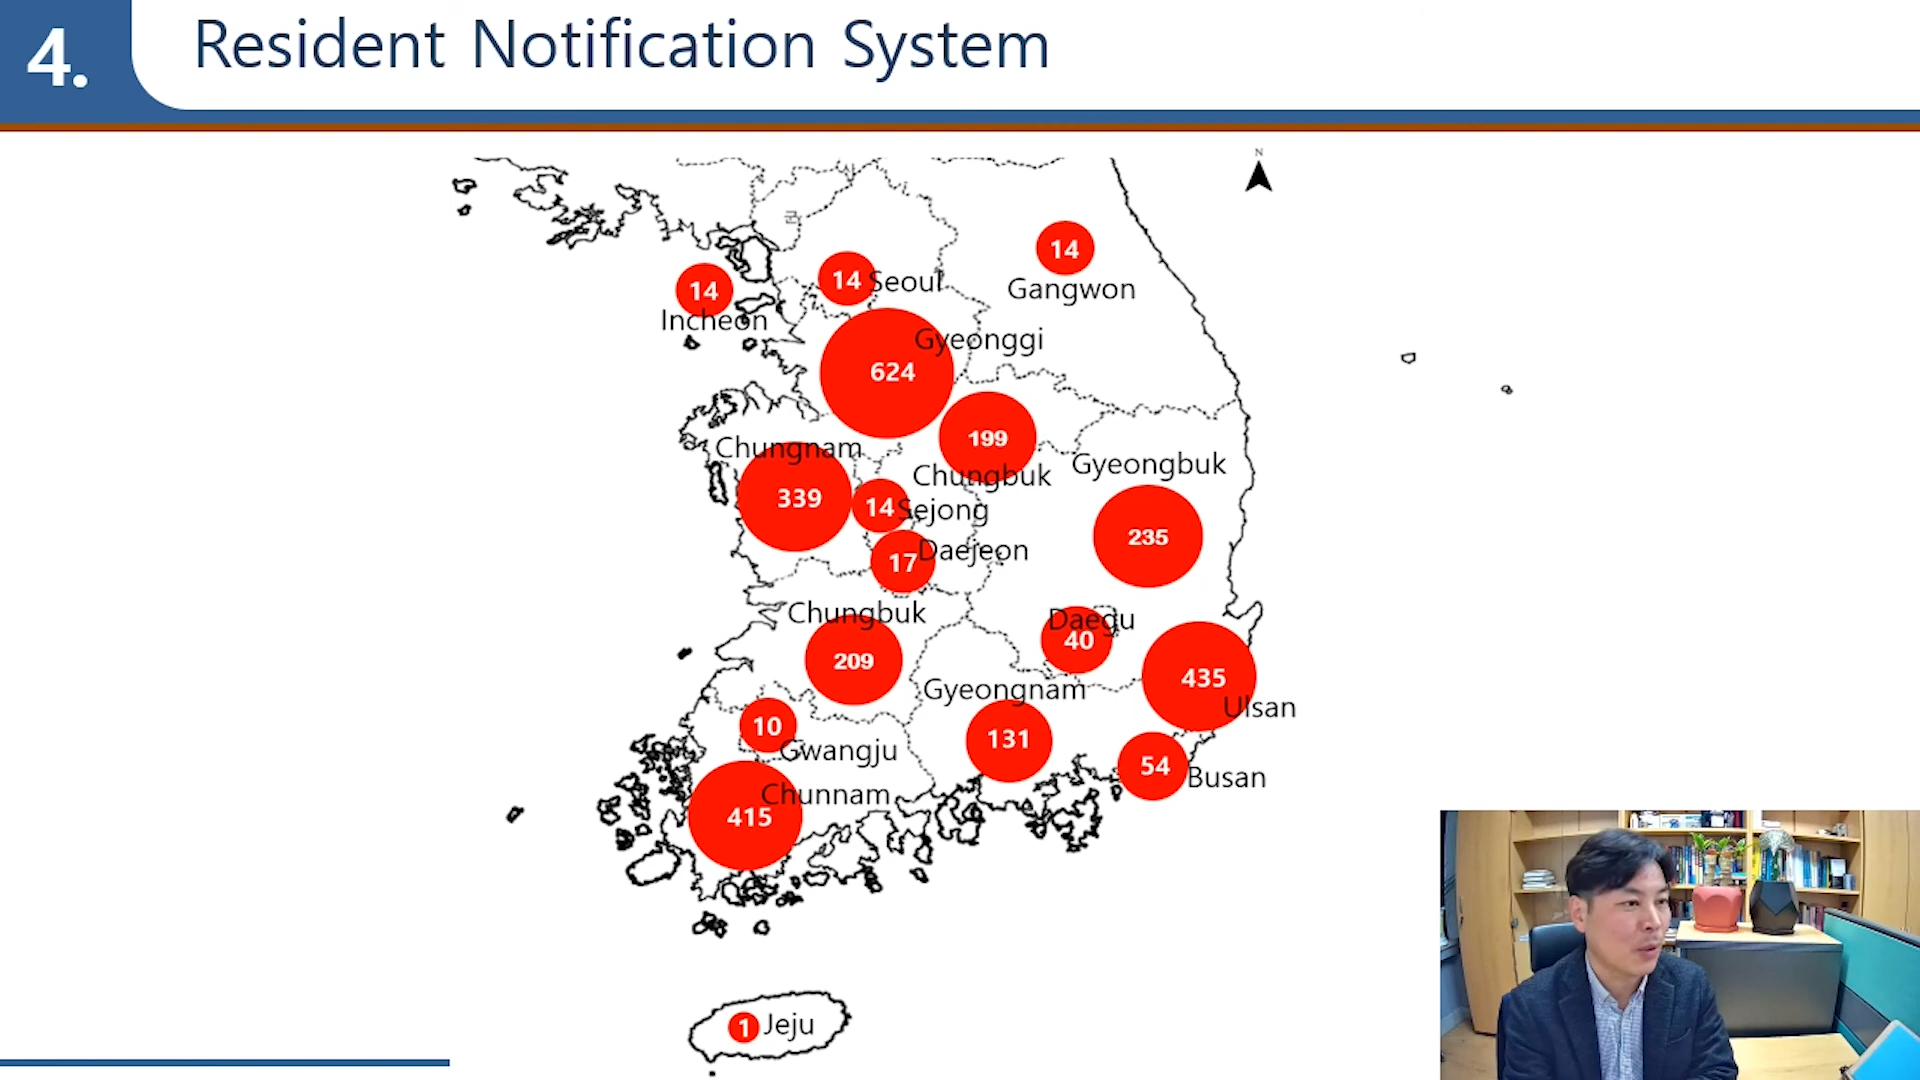 4.
Resident Notification System
N
군
14
Gangwon
14 Seoul
14
Incheon
Gyeonggi
624
199
Chungbuk
Chungnam
339
Gyeongbuk
235
14 Sejong
17 Daejeon
Chungbuk
209
Daegu
40
435
Ulsan
Gyeongnam
131
10
Gwangju
54 Busan
Chunnam
415
1 Jeju